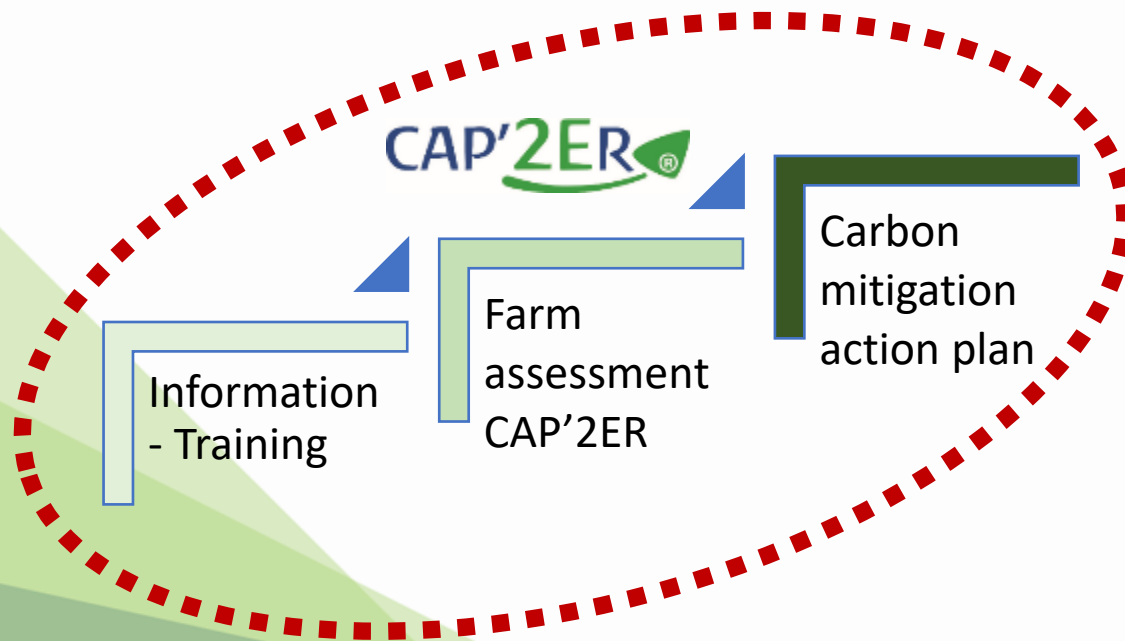 CAP'2ER®
Information
- Training
Farm
assessment
CAP’2ER
Carbon
mitigation
action plan